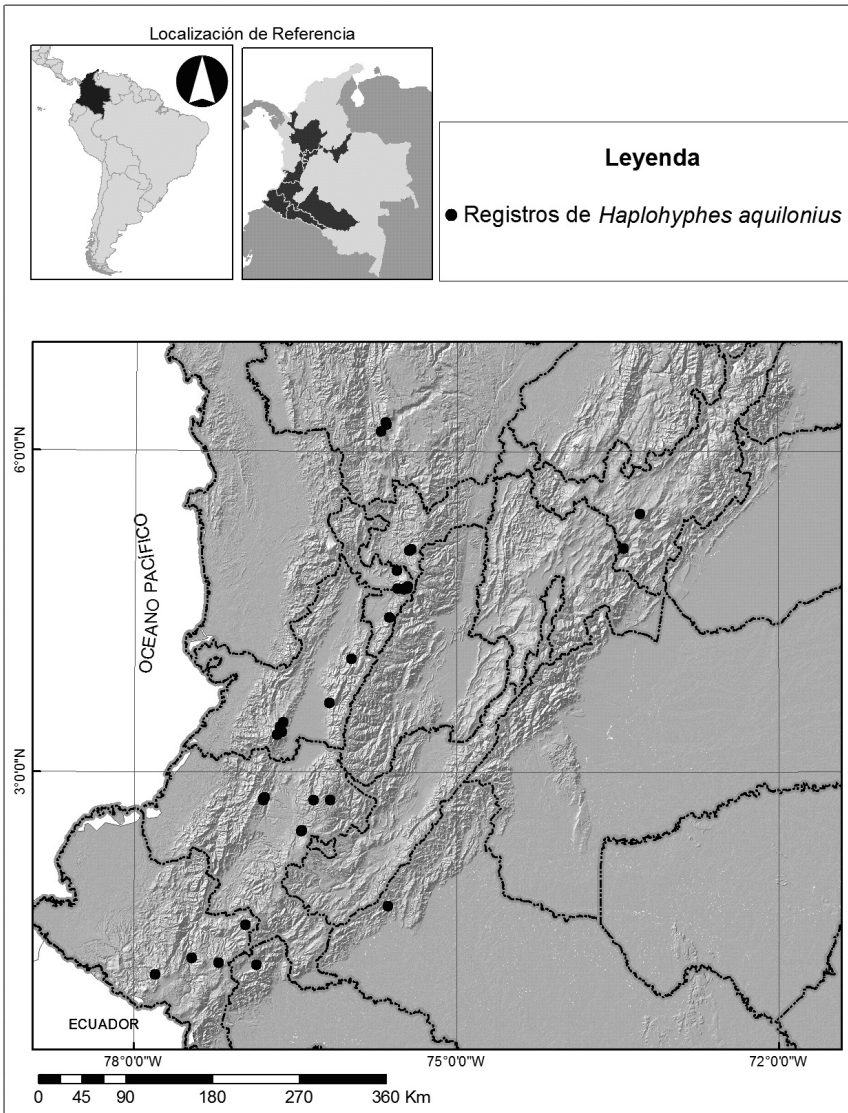 Localización de Referencia
Leyenda
Registros de Haplohyphes aquilonius
6°0'0"N
OCEANO PACÍFICO
3°0'0"N
ECUADOR
78°0'0"W
75°0'0"W
72°0'0"W
0 45 90 180 270 360 Km